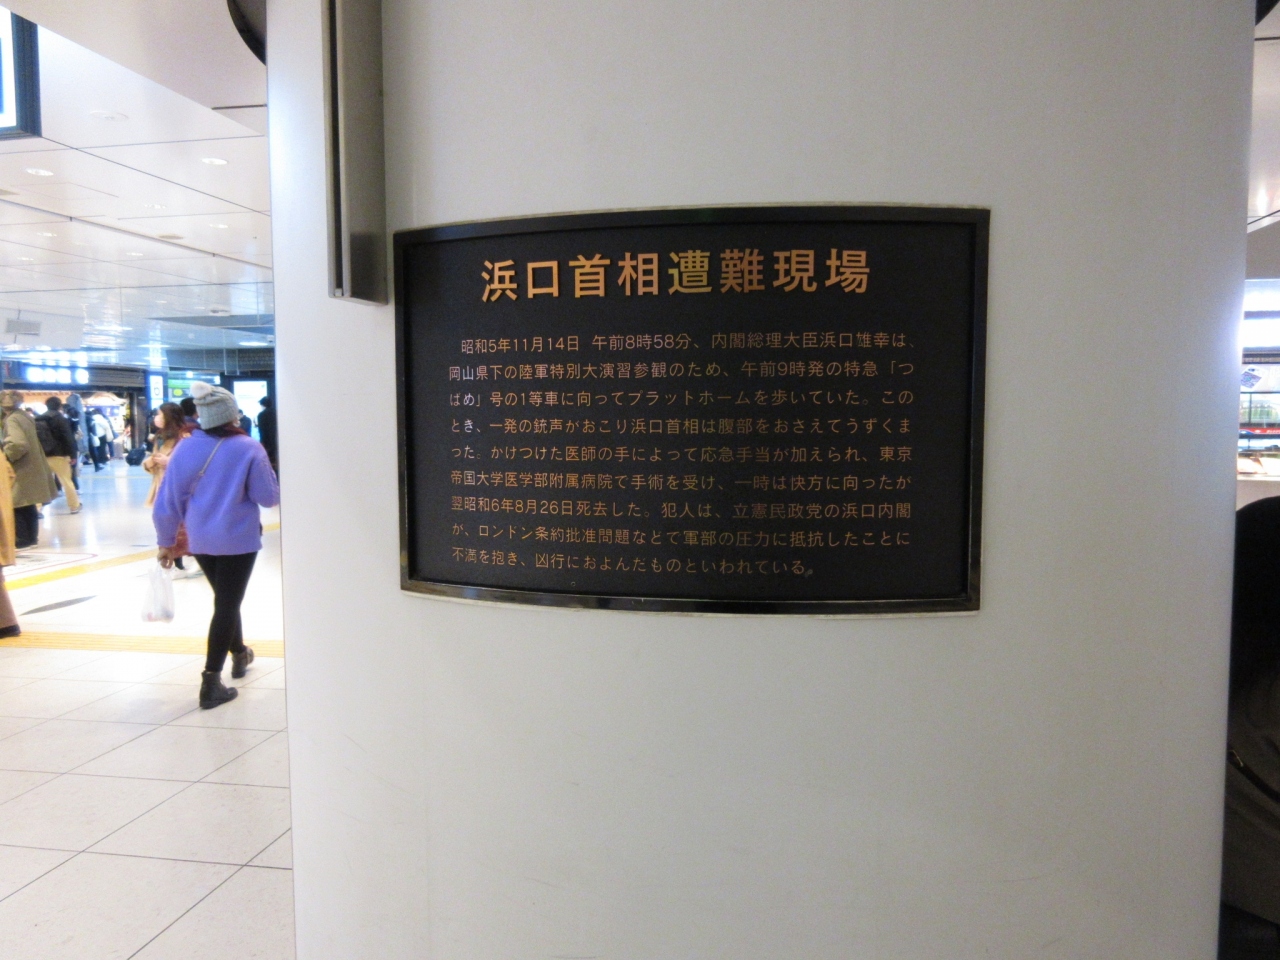 浜口首相遭難現場
昭和5年11月14日 午前8時58分、内閣総理大臣浜口雄幸は、
岡山県下の陸軍特別大演習参観のため、午前9時発の特急「つ
ばめ」号の1等車に向ってプラットホームを歩いていた。この
とき、一発の銃声がおこり浜口首相は腹部をおさえてうずくま
った。かけつけた医師の手によって応急手当が加えられ、東京
帝国大学医学部附属病院で手術を受け、一時は快方に向ったが
翌昭和6年8月26日死去した。犯人は、立憲民政党の浜口内閣
が、ロンドン条約批准問題などで軍部の圧力に抵抗したことに
不満を抱き、凶行におよんだものといわれている。